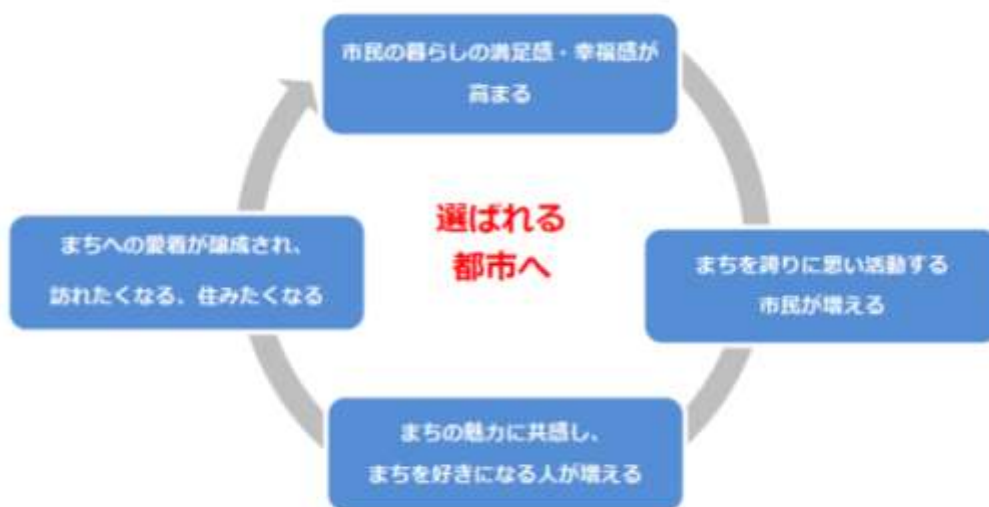 市民の暮らしの満足感・幸福感が
高まる
選ばれる
都市へ
まちを誇りに思い活動する
市民が増える
まちの魅力に共感し、
まちを好きになる人が増える
まちへの愛着が醸成され、
訪れたくなる、住みたくなる